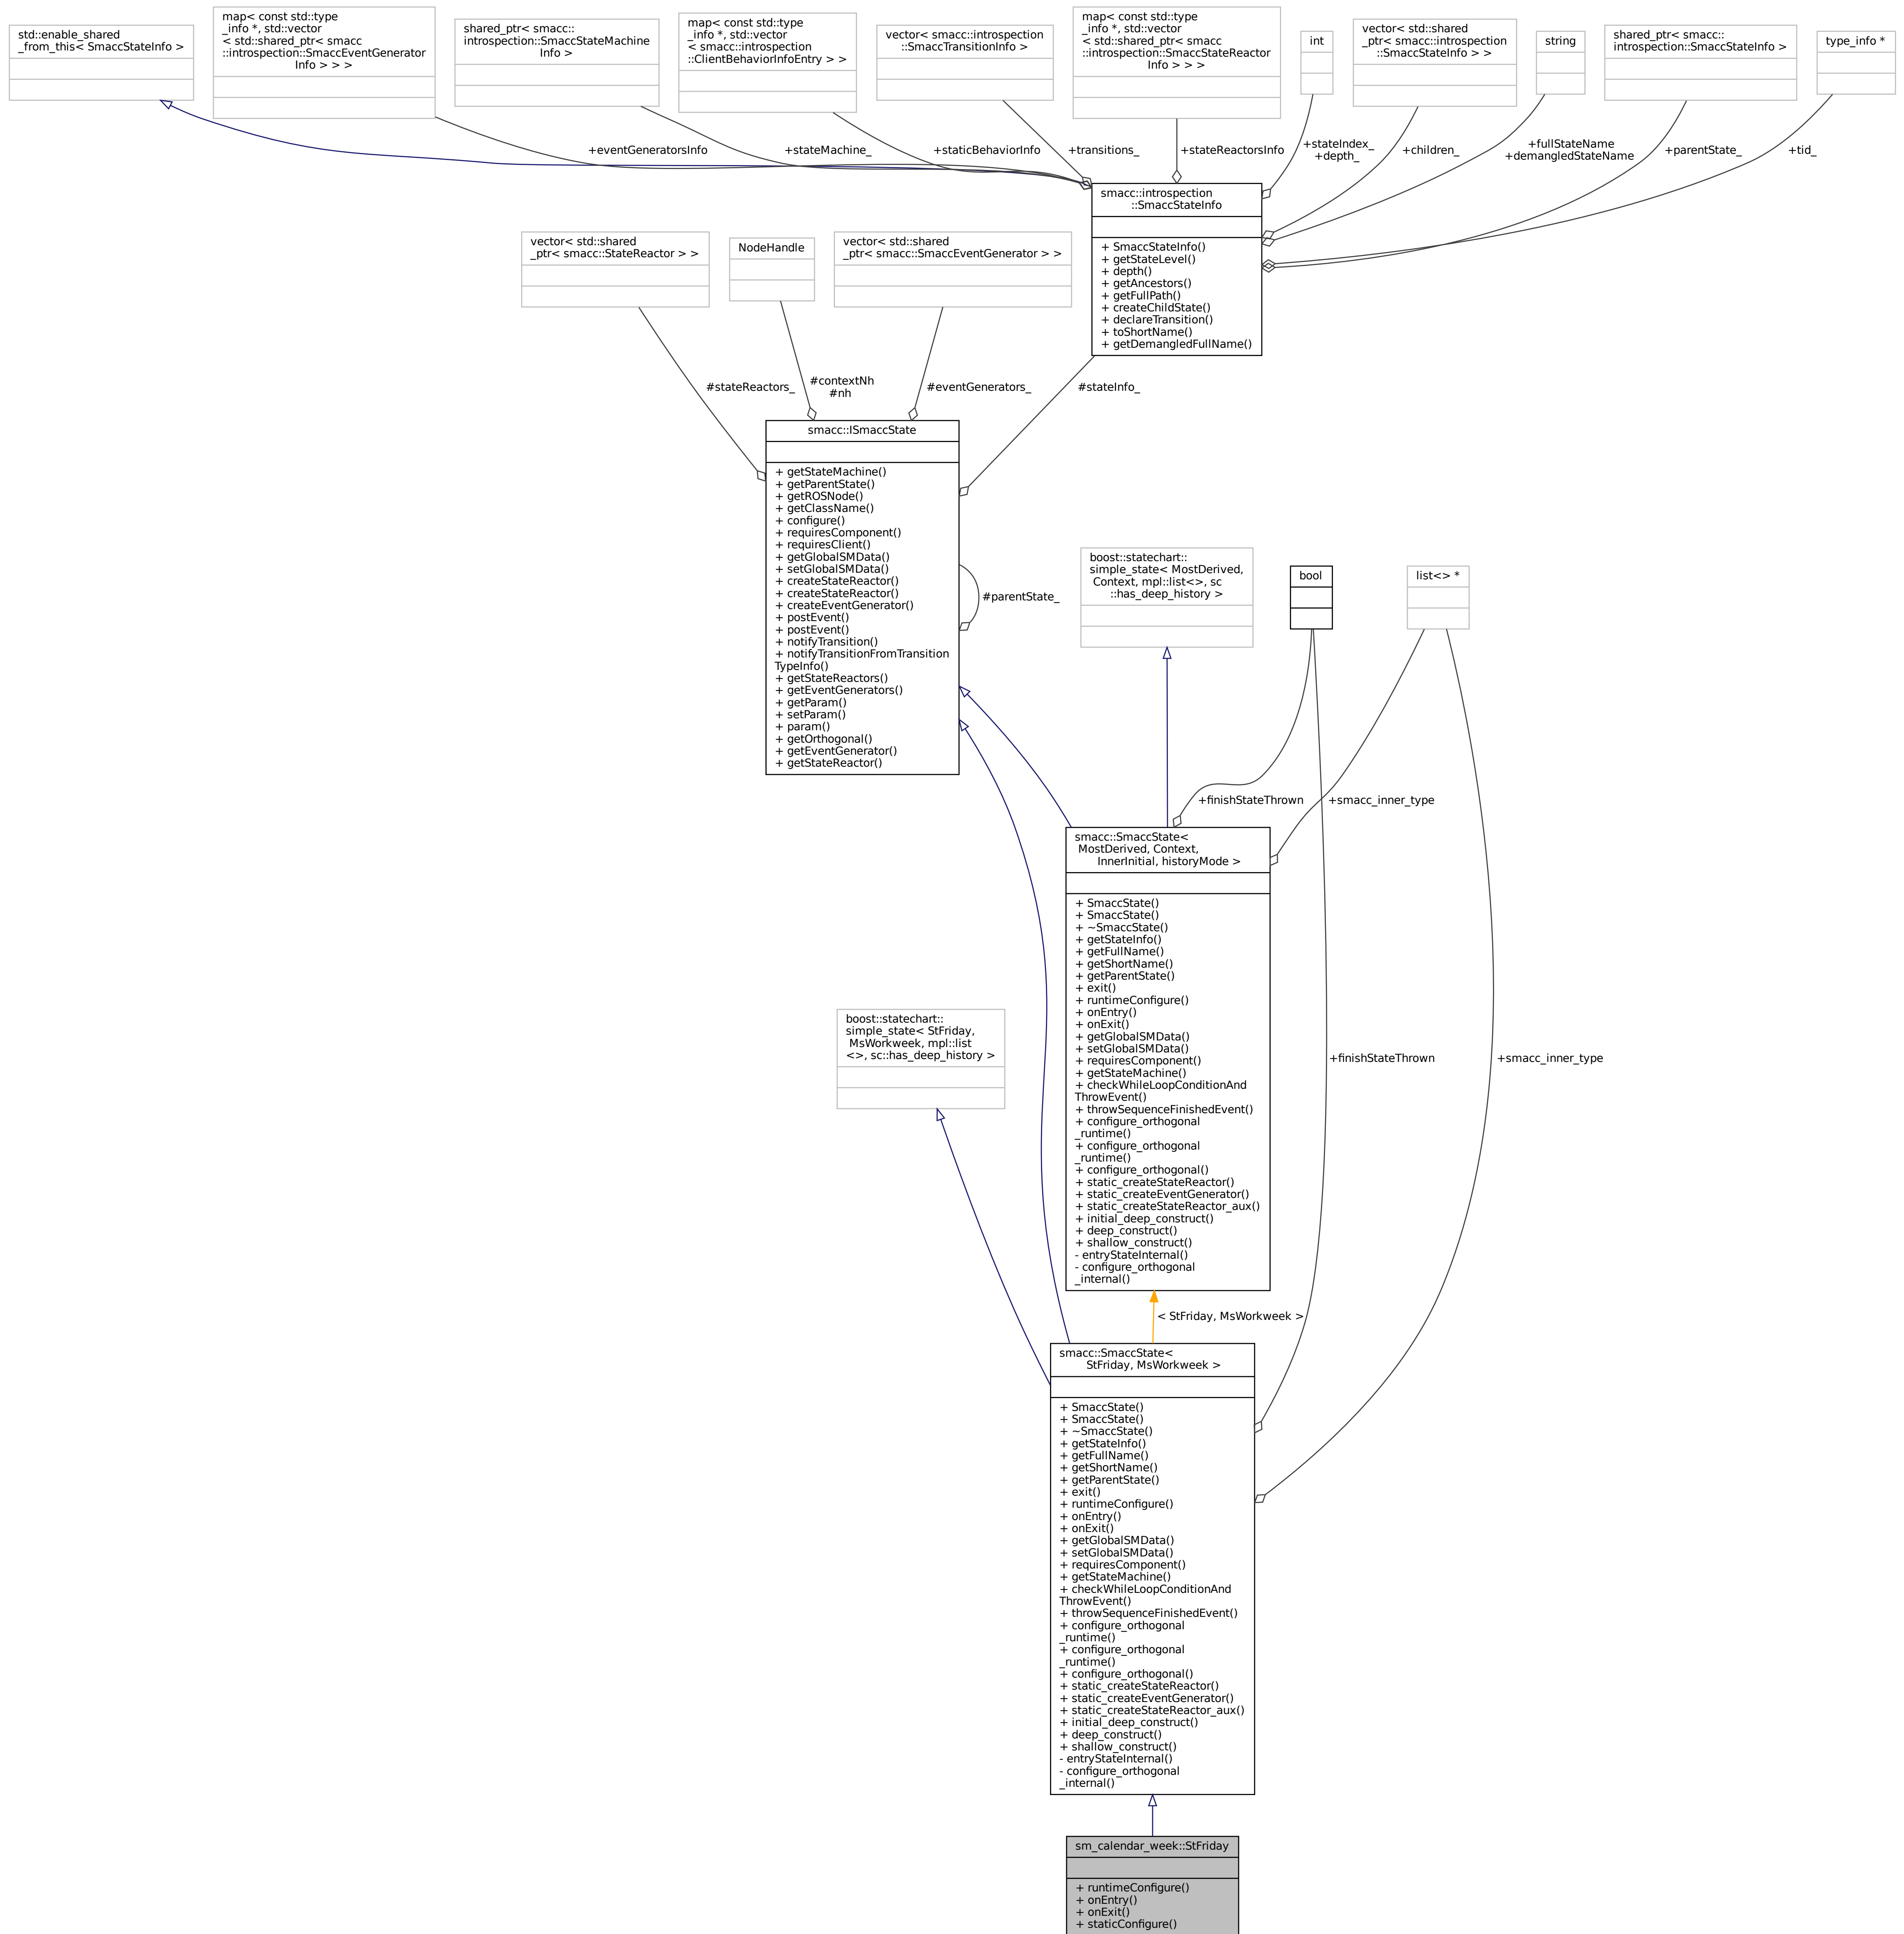 std::enable_shared
_from_this< SmaccStateInfo >
map< const std::type
_info *, std::vector
< std::shared_ptr< smacc
::introspection::SmaccEventGenerator
Info > > >
shared_ptr< smacc::
introspection::SmaccStateMachine
Info >
map< const std::type
_info *, std::vector
< smacc::introspection
::ClientBehaviorInfoEntry > >
vector< smacc::introspection
::SmaccTransitionInfo >
map< const std::type
_info *, std::vector
< std::shared_ptr< smacc
::introspection::SmaccStateReactor
Info > > >
int
vector< std::shared
_ptr< smacc::introspection
::SmaccStateInfo > >
string
shared_ptr< smacc::
introspection::SmaccStateInfo >
type_info *
+eventGeneratorsInfo
+stateMachine_
+staticBehaviorInfo
+transitions_
+stateReactorsInfo
+stateIndex_
+depth_
+children_
+fullStateName
+demangledStateName
+parentState_
+tid_
smacc::introspection
::SmaccStateInfo
+ SmaccStateInfo()
+ getStateLevel()
+ depth()
+ getAncestors()
+ getFullPath()
+ createChildState()
+ declareTransition()
+ toShortName()
+ getDemangledFullName()
vector< std::shared
_ptr< smacc::StateReactor > >
NodeHandle
vector< std::shared
_ptr< smacc::SmaccEventGenerator > >
#stateReactors_
#contextNh
#nh
#eventGenerators_
#stateInfo_
smacc::ISmaccState
+ getStateMachine()
+ getParentState()
+ getROSNode()
+ getClassName()
+ configure()
+ requiresComponent()
+ requiresClient()
+ getGlobalSMData()
+ setGlobalSMData()
+ createStateReactor()
+ createStateReactor()
+ createEventGenerator()
+ postEvent()
+ postEvent()
+ notifyTransition()
+ notifyTransitionFromTransition
TypeInfo()
+ getStateReactors()
+ getEventGenerators()
+ getParam()
+ setParam()
+ param()
+ getOrthogonal()
+ getEventGenerator()
+ getStateReactor()
#parentState_
boost::statechart::
simple_state< MostDerived,
Context, mpl::list<>, sc
::has_deep_history >
bool
list<> *
+finishStateThrown
+smacc_inner_type
smacc::SmaccState<
MostDerived, Context,
InnerInitial, historyMode >
+ SmaccState()
+ SmaccState()
+ ~SmaccState()
+ getStateInfo()
+ getFullName()
+ getShortName()
+ getParentState()
+ exit()
+ runtimeConfigure()
+ onEntry()
+ onExit()
+ getGlobalSMData()
+ setGlobalSMData()
+ requiresComponent()
+ getStateMachine()
+ checkWhileLoopConditionAnd
ThrowEvent()
+ throwSequenceFinishedEvent()
+ configure_orthogonal
_runtime()
+ configure_orthogonal
_runtime()
+ configure_orthogonal()
+ static_createStateReactor()
+ static_createEventGenerator()
+ static_createStateReactor_aux()
+ initial_deep_construct()
+ deep_construct()
+ shallow_construct()
- entryStateInternal()
- configure_orthogonal
_internal()
boost::statechart::
simple_state< StFriday,
MsWorkweek, mpl::list
<>, sc::has_deep_history >
+finishStateThrown
+smacc_inner_type
< StFriday, MsWorkweek >
smacc::SmaccState<
StFriday, MsWorkweek >
+ SmaccState()
+ SmaccState()
+ ~SmaccState()
+ getStateInfo()
+ getFullName()
+ getShortName()
+ getParentState()
+ exit()
+ runtimeConfigure()
+ onEntry()
+ onExit()
+ getGlobalSMData()
+ setGlobalSMData()
+ requiresComponent()
+ getStateMachine()
+ checkWhileLoopConditionAnd
ThrowEvent()
+ throwSequenceFinishedEvent()
+ configure_orthogonal
_runtime()
+ configure_orthogonal
_runtime()
+ configure_orthogonal()
+ static_createStateReactor()
+ static_createEventGenerator()
+ static_createStateReactor_aux()
+ initial_deep_construct()
+ deep_construct()
+ shallow_construct()
- entryStateInternal()
- configure_orthogonal
_internal()
sm_calendar_week::StFriday
+ runtimeConfigure()
+ onEntry()
+ onExit()
+ staticConfigure()